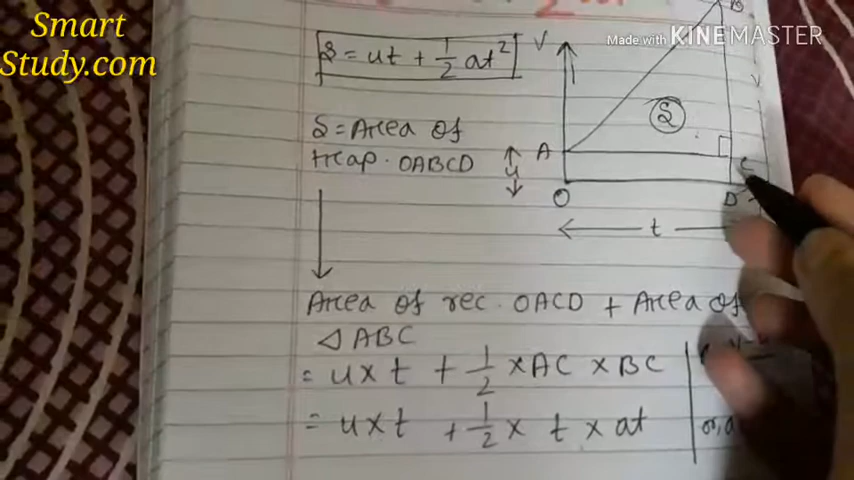 Smart
Study.com
Made with KINEMASTER
S = ut + 1/2 at²
V
B
S = Area of
trap. OABCD
A
u
S
C
O
D
t
Area of rec. OACD + Area of
△ ABC
= u x t + 1/2 x AC x BC
= u x t + 1/2 x t x at
or, a